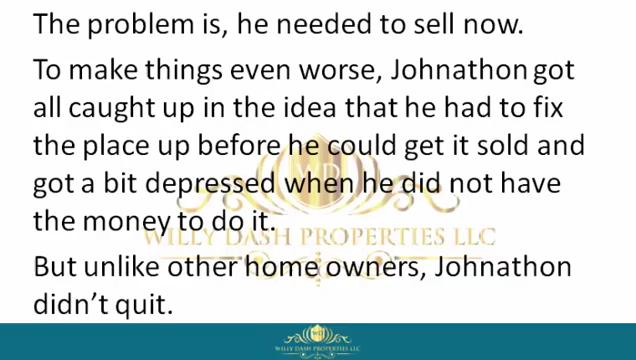 The problem is, he needed to sell now.
To make things even worse, Johnathon got
all caught up in the idea that he had to fix
the place up before he could get it sold and
got a bit depressed when he did not have
the money to do it.
WILLY DASH PROPERTIES LLC
But unlike other home owners, Johnathon
didn't quit.
WILLY DASH PROPERTIES LLC